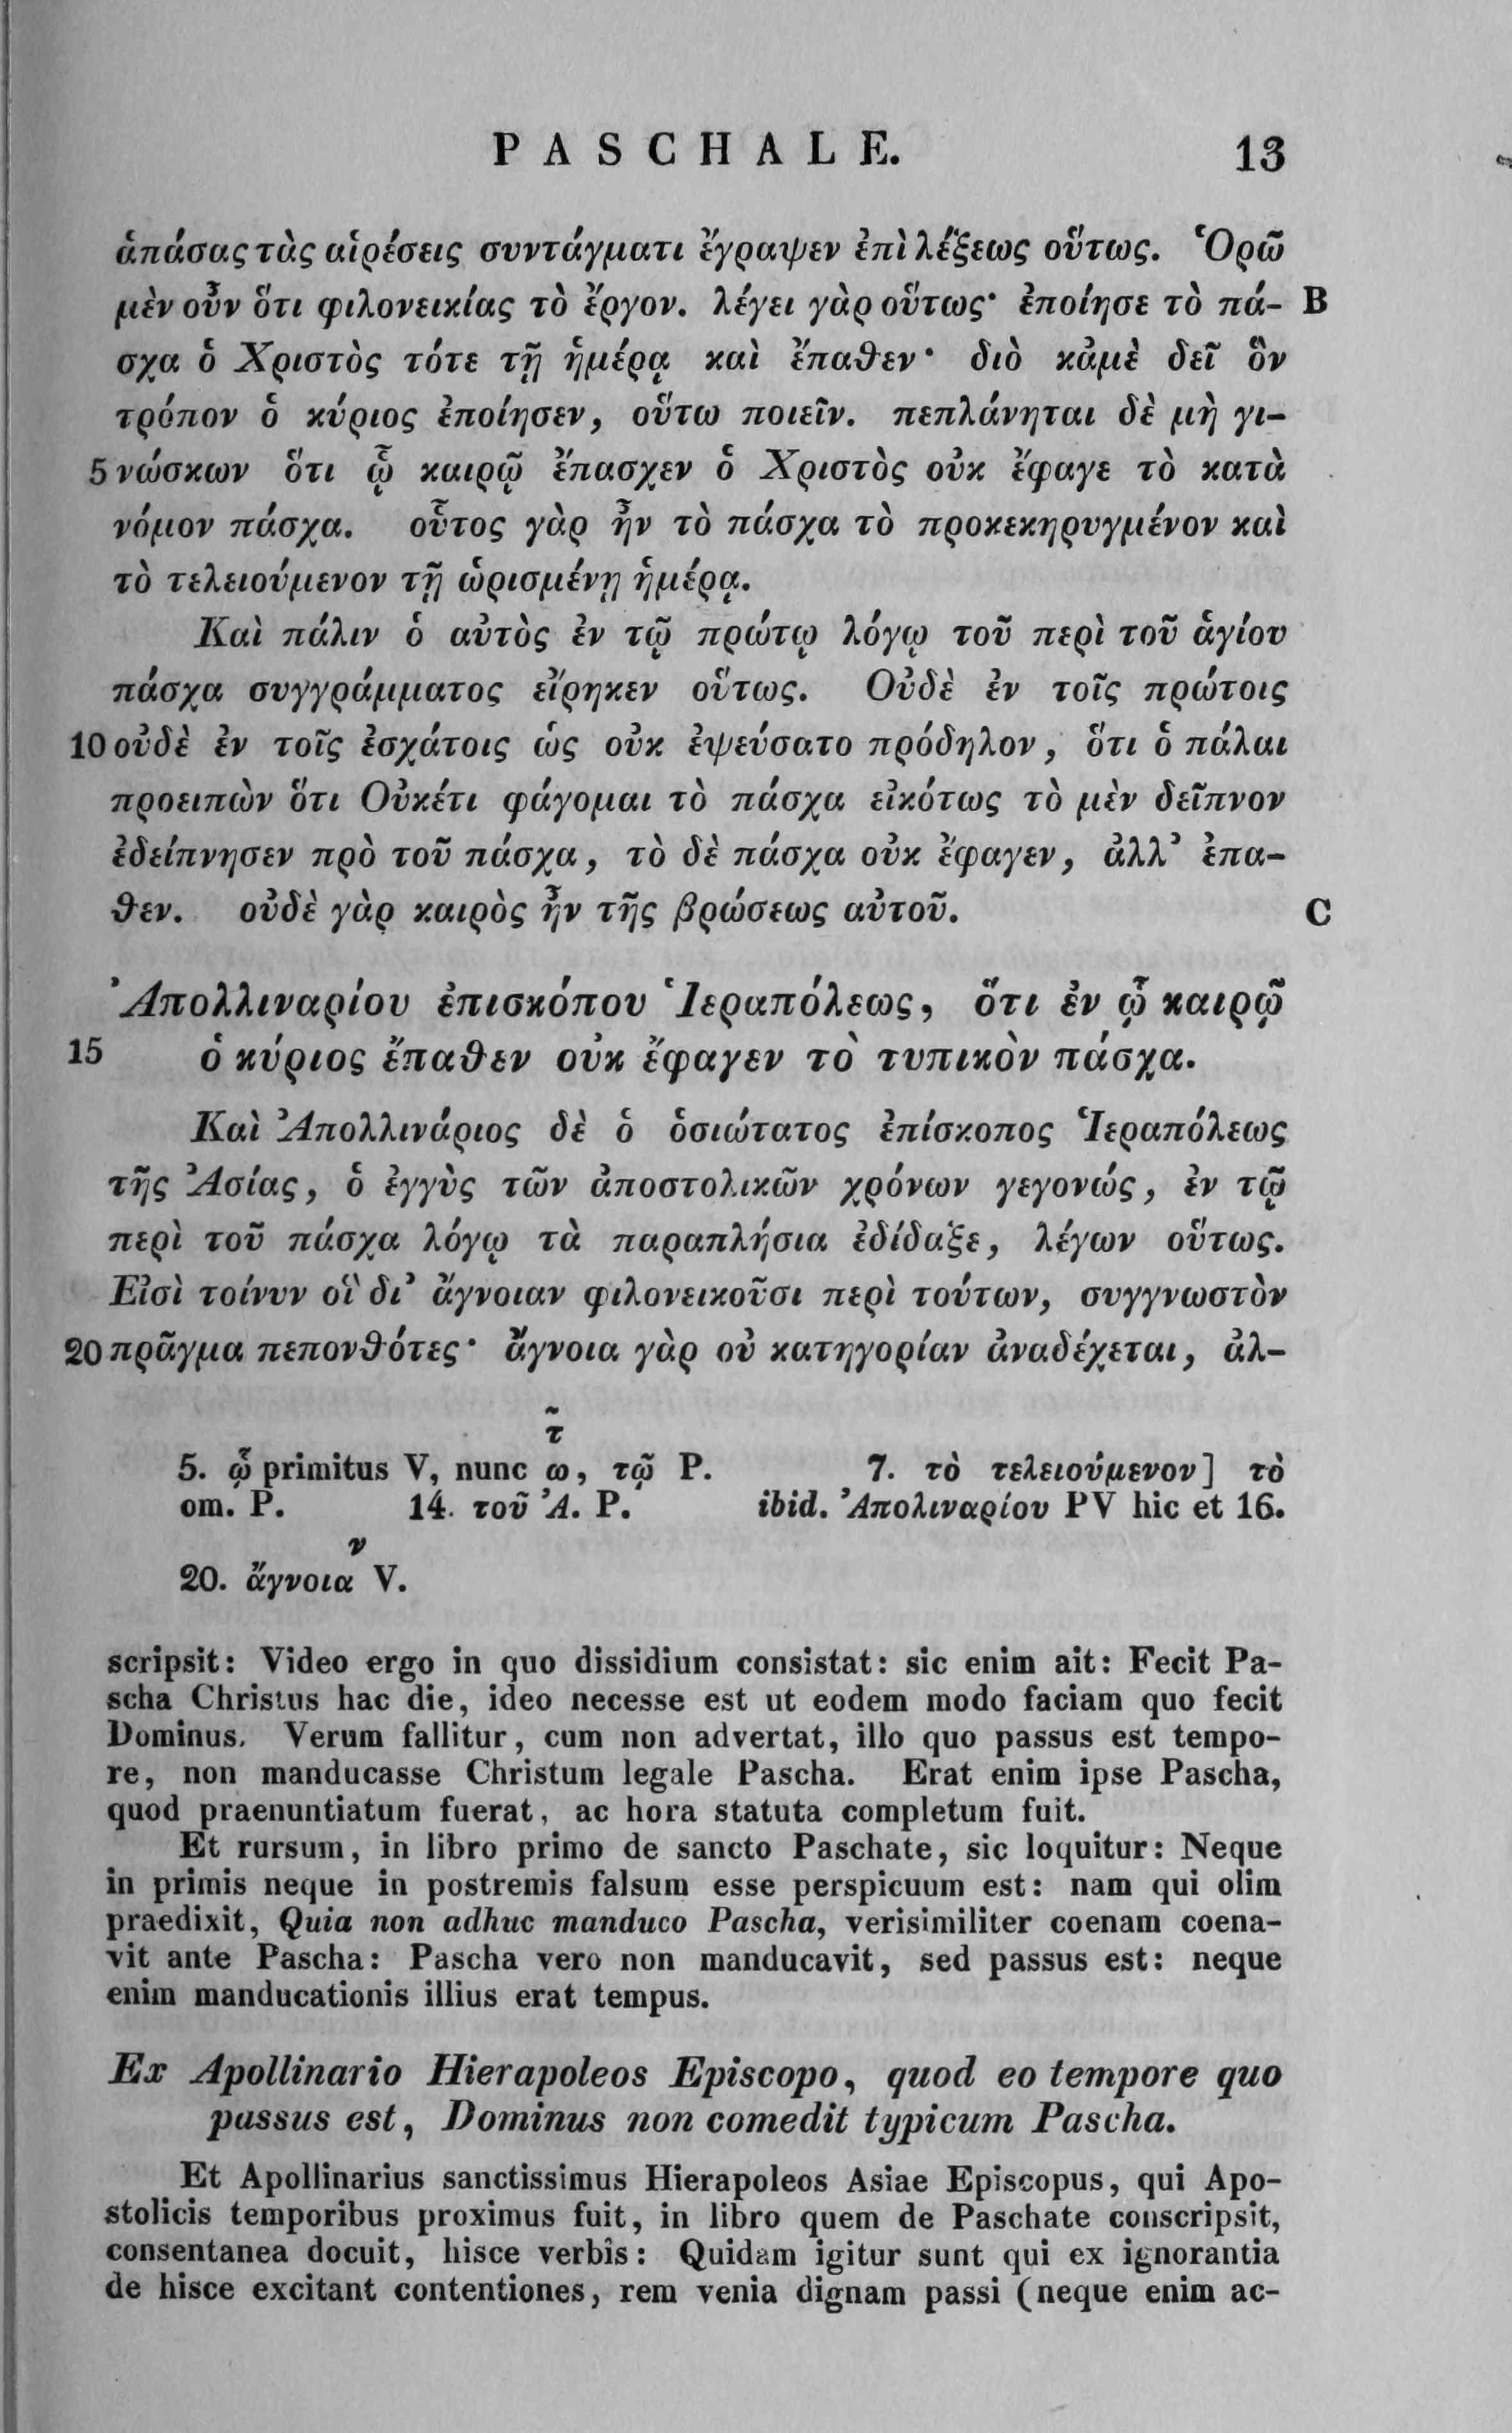 PASCHALE. 13
ἁπάσας τὰς αἱρέσεις συντάγματι ἔγραψεν ἐπὶ λέξεως οὕτως. Ὁρῶ
μὲν οὖν ὅτι φιλονεικίας τὸ ἔργον. λέγει γὰρ οὕτως· ἐποίησε τὸ πά- B
σχα ὁ Χριστὸς τότε τῇ ἡμέρᾳ καὶ ἔπαθεν· διὸ κἀμὲ δεῖ ὃν
τρόπον ὁ κύριος ἐποίησεν, οὕτω ποιεῖν. πεπλάνηται δὲ μὴ γι-
5 νώσκων ὅτι ᾧ καιρῷ ἔπασχεν ὁ Χριστὸς οὐκ ἔφαγε τὸ κατὰ
νόμον πάσχα. οὗτος γὰρ ἦν τὸ πάσχα τὸ προκεκηρυγμένον καὶ
τὸ τελειούμενον τῇ ὡρισμένῃ ἡμέρᾳ.
Καὶ πάλιν ὁ αὐτὸς ἐν τῷ πρώτῳ λόγῳ τοῦ περὶ τοῦ ἁγίου
πάσχα συγγράμματος εἴρηκεν οὕτως. Οὐδὲ ἐν τοῖς πρώτοις
10 οὐδὲ ἐν τοῖς ἐσχάτοις ὡς οὐκ ἐψεύσατο πρόδηλον, ὅτι ὁ πάλαι
προειπὼν ὅτι Οὐκέτι φάγομαι τὸ πάσχα εἰκότως τὸ μὲν δεῖπνον
ἐδείπνησεν πρὸ τοῦ πάσχα, τὸ δὲ πάσχα οὐκ ἔφαγεν, ἀλλ’ ἐπα-
θεν. οὐδὲ γὰρ καιρὸς ἦν τῆς βρώσεως αὐτοῦ. C
Ἀπολλιναρίου ἐπισκόπου Ἱεραπόλεως, ὅτι ἐν ᾧ καιρῷ
15 ὁ κύριος ἔπαθεν οὐκ ἔφαγεν τὸ τυπικὸν πάσχα.
Καὶ Ἀπολλινάριος δὲ ὁ ὁσιώτατος ἐπίσκοπος Ἱεραπόλεως
τῆς Ἀσίας, ὁ ἐγγὺς τῶν ἀποστολικῶν χρόνων γεγονώς, ἐν τῷ
περὶ τοῦ πάσχα λόγῳ τὰ παραπλήσια ἐδίδαξε, λέγων οὕτως.
Εἰσὶ τοίνυν οἳ δι’ ἄγνοιαν φιλονεικοῦσι περὶ τούτων, συγγνωστὸν
20 πρᾶγμα πεπονθότες· ἄγνοια γὰρ οὐ κατηγορίαν ἀναδέχεται, ἀλ-
τ͂
5. ᾧ primitus V, nunc ω, τῷ P. 7. τὸ τελειούμενον] τὸ
om. P. 14. τοῦ Ἀ. P. ibid. Ἀπολιναρίου PV hic et 16.
ν
20. ἄγνοια V.
scripsit: Video ergo in quo dissidium consistat: sic enim ait: Fecit Pa-
scha Christus hac die, ideo necesse est ut eodem modo faciam quo fecit
Dominus. Verum fallitur, cum non advertat, illo quo passus est tempo-
re, non manducasse Christum legale Pascha. Erat enim ipse Pascha,
quod praenuntiatum fuerat, ac hora statuta completum fuit.
Et rursum, in libro primo de sancto Paschate, sic loquitur: Neque
in primis neque in postremis falsum esse perspicuum est: nam qui olim
praedixit, Quia non adhuc manduco Pascha, verisimiliter coenam coena-
vit ante Pascha: Pascha vero non manducavit, sed passus est: neque
enim manducationis illius erat tempus.
Ex Apollinario Hierapoleos Episcopo, quod eo tempore quo
passus est, Dominus non comedit typicum Pascha.
Et Apollinarius sanctissimus Hierapoleos Asiae Episcopus, qui Apo-
stolicis temporibus proximus fuit, in libro quem de Paschate conscripsit,
consentanea docuit, hisce verbis: Quidam igitur sunt qui ex ignorantia
de hisce excitant contentiones, rem venia dignam passi (neque enim ac-